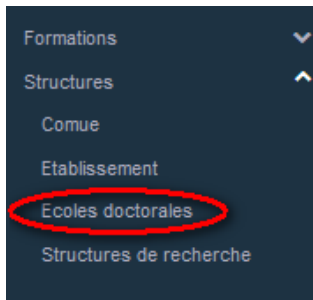 Formations
Structures
Comue
Etablissement
Ecoles doctorales
Structures de recherche